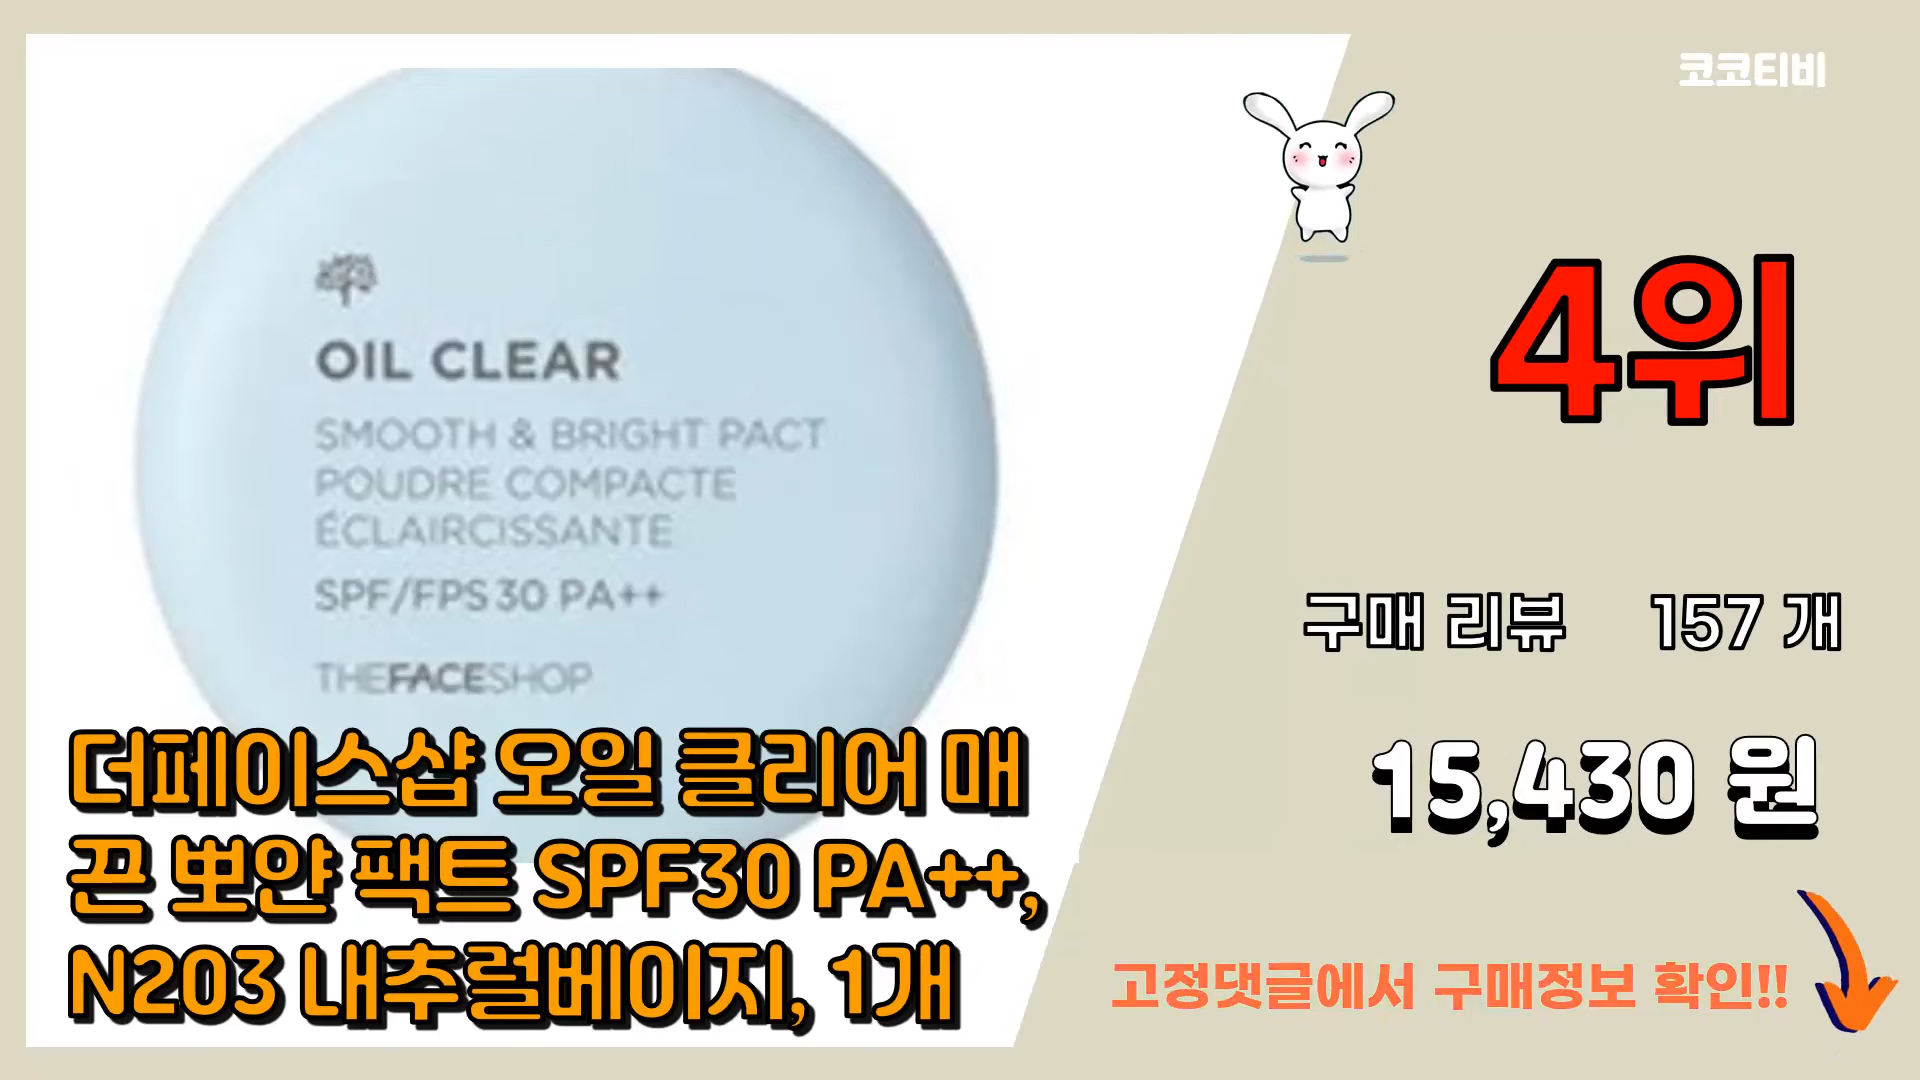 코코티비
4위
OIL CLEAR
SMOOTH & BRIGHT PACT
POUDRE COMPACTE
ÉCLAIRCISSANTE
SPF/FPS 30 PA++
THEFACESHOP
구매 리뷰 157 개
더페이스샵 오일 클리어 매
끈 뽀얀 팩트 SPF30 PA++,
N203 내추럴베이지, 1개
15,430 원
고정댓글에서 구매정보 확인!!